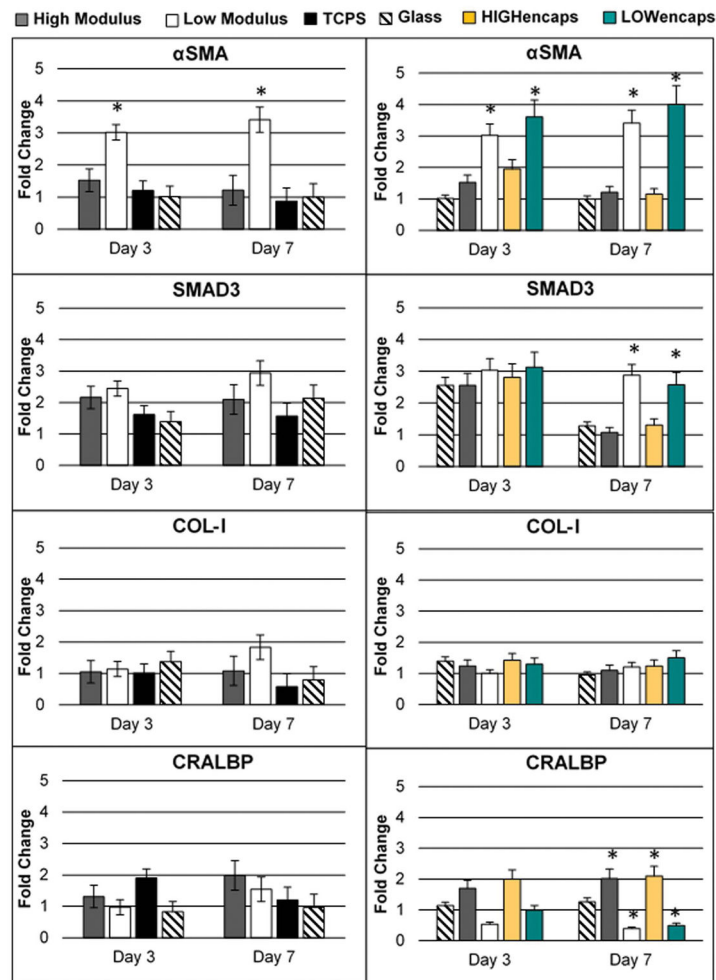 High Modulus Low Modulus TCPS Glass HIGHencaps LOWencaps
αSMA
5
4
3
2
1
0
Fold Change
* *
Day 3 Day 7
αSMA
5
4
3
2
1
0
Fold Change
* * * *
Day 3 Day 7
SMAD3
5
4
3
2
1
0
Fold Change
Day 3 Day 7
SMAD3
5
4
3
2
1
0
Fold Change
* *
Day 3 Day 7
COL-I
5
4
3
2
1
0
Fold Change
Day 3 Day 7
COL-I
5
4
3
2
1
0
Fold Change
Day 3 Day 7
CRALBP
5
4
3
2
1
0
Fold Change
Day 3 Day 7
CRALBP
5
4
3
2
1
0
Fold Change
* *
* *
Day 3 Day 7